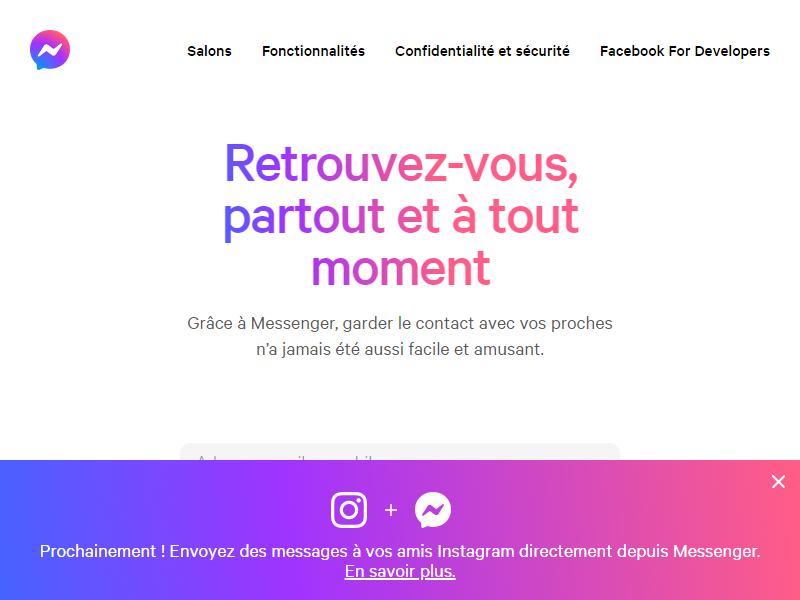 Salons Fonctionnalités Confidentialité et sécurité Facebook For Developers
Retrouvez-vous,
partout et à tout
moment
Grâce à Messenger, garder le contact avec vos proches
n’a jamais été aussi facile et amusant.
+
Prochainement ! Envoyez des messages à vos amis Instagram directement depuis Messenger.
En savoir plus.